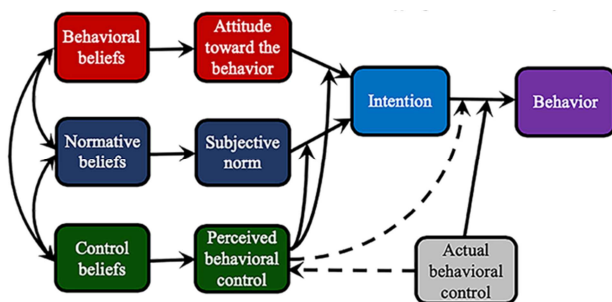 Behavioral
beliefs
Attitude
toward the
behavior
Intention
Behavior
Normative
beliefs
Subjective
norm
Control
beliefs
Perceived
behavioral
control
Actual
behavioral
control